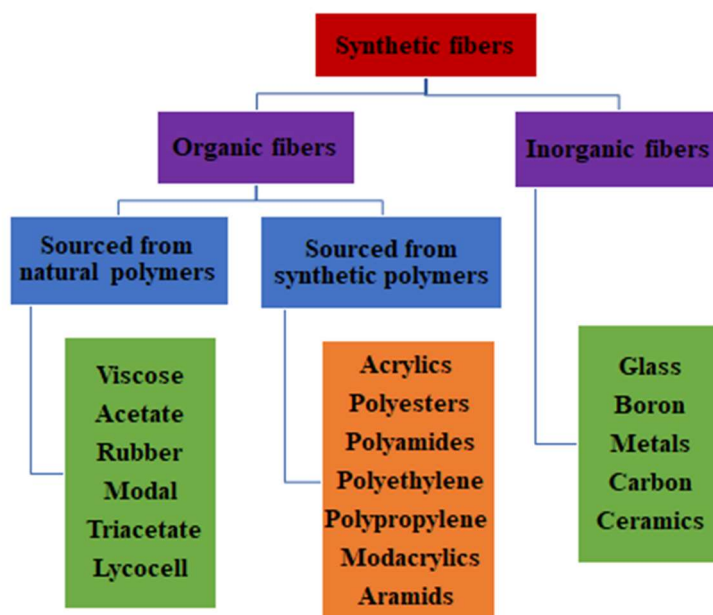 Synthetic fibers
Organic fibers
Inorganic fibers
Sourced from
natural polymers
Sourced from
synthetic polymers
Viscose
Acetate
Rubber
Modal
Triacetate
Lycocell
Acrylics
Polyesters
Polyamides
Polyethylene
Polypropylene
Modacrylics
Aramids
Glass
Boron
Metals
Carbon
Ceramics